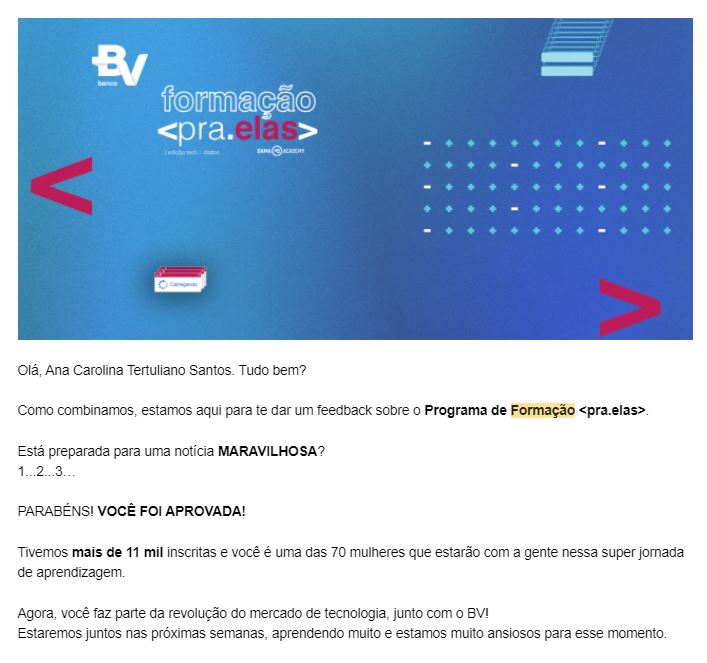 BV
banco
formação
<pra.elas>
/ edição tech | dados
GAMA ACADEMY
Carregando
Olá, Ana Carolina Tertuliano Santos. Tudo bem?
Como combinamos, estamos aqui para te dar um feedback sobre o Programa de Formação <pra.elas>.
Está preparada para uma notícia MARAVILHOSA?
1...2...3...
PARABÉNS! VOCÊ FOI APROVADA!
Tivemos mais de 11 mil inscritas e você é uma das 70 mulheres que estarão com a gente nessa super jornada
de aprendizagem.
Agora, você faz parte da revolução do mercado de tecnologia, junto com o BV!
Estaremos juntos nas próximas semanas, aprendendo muito e estamos muito ansiosos para esse momento.